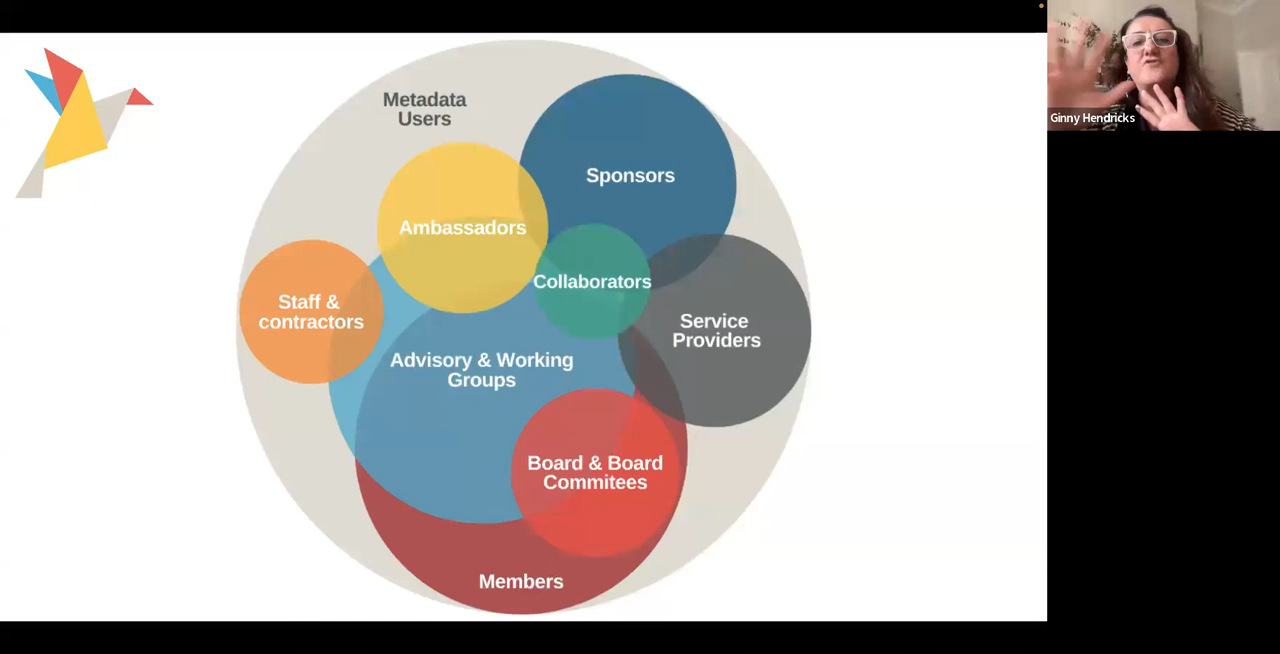 Metadata
Users
Sponsors
Ambassadors
Collaborators
Staff &
contractors
Service
Providers
Advisory & Working
Groups
Board & Board
Commitees
Members
Ginny Hendricks